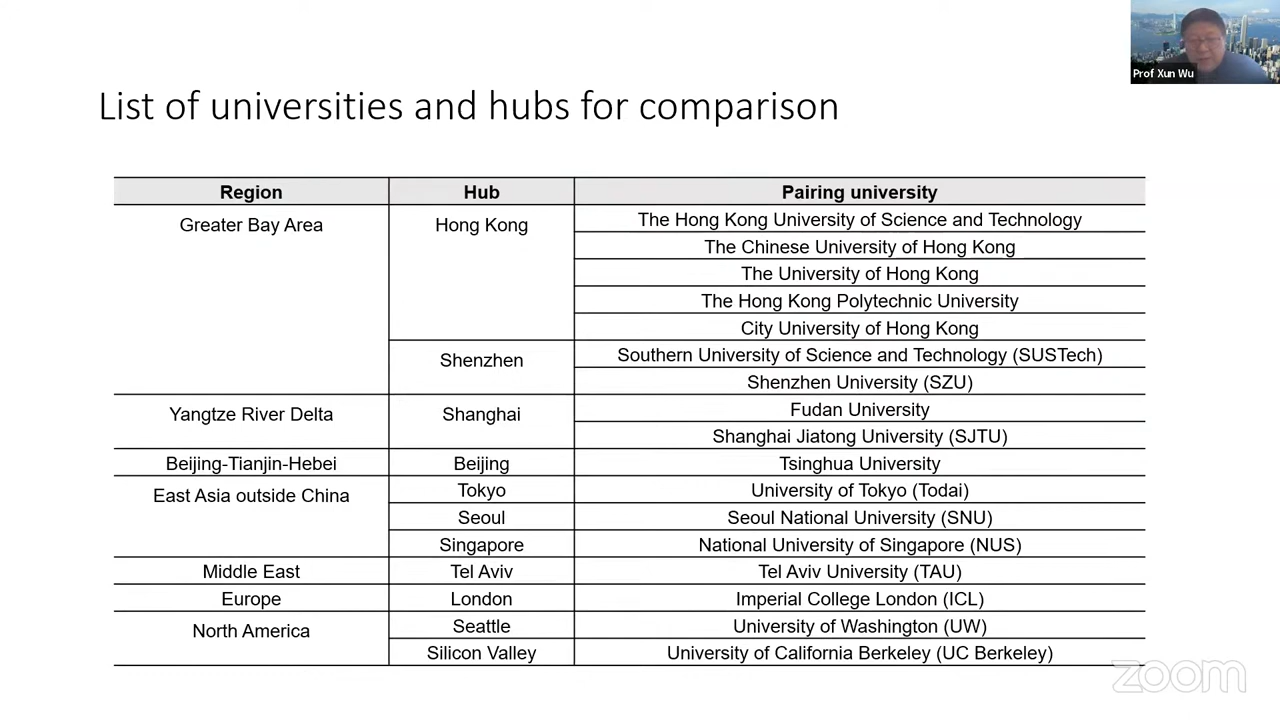 Prof Xun Wu
List of universities and hubs for comparison
Region Hub Pairing university
Greater Bay Area Hong Kong The Hong Kong University of Science and Technology
The Chinese University of Hong Kong
The University of Hong Kong
The Hong Kong Polytechnic University
City University of Hong Kong
Shenzhen Southern University of Science and Technology (SUSTech)
Shenzhen University (SZU)
Yangtze River Delta Shanghai Fudan University
Shanghai Jiatong University (SJTU)
Beijing-Tianjin-Hebei Beijing Tsinghua University
East Asia outside China Tokyo University of Tokyo (Todai)
Seoul Seoul National University (SNU)
Singapore National University of Singapore (NUS)
Middle East Tel Aviv Tel Aviv University (TAU)
Europe London Imperial College London (ICL)
North America Seattle University of Washington (UW)
Silicon Valley University of California Berkeley (UC Berkeley)
zoom